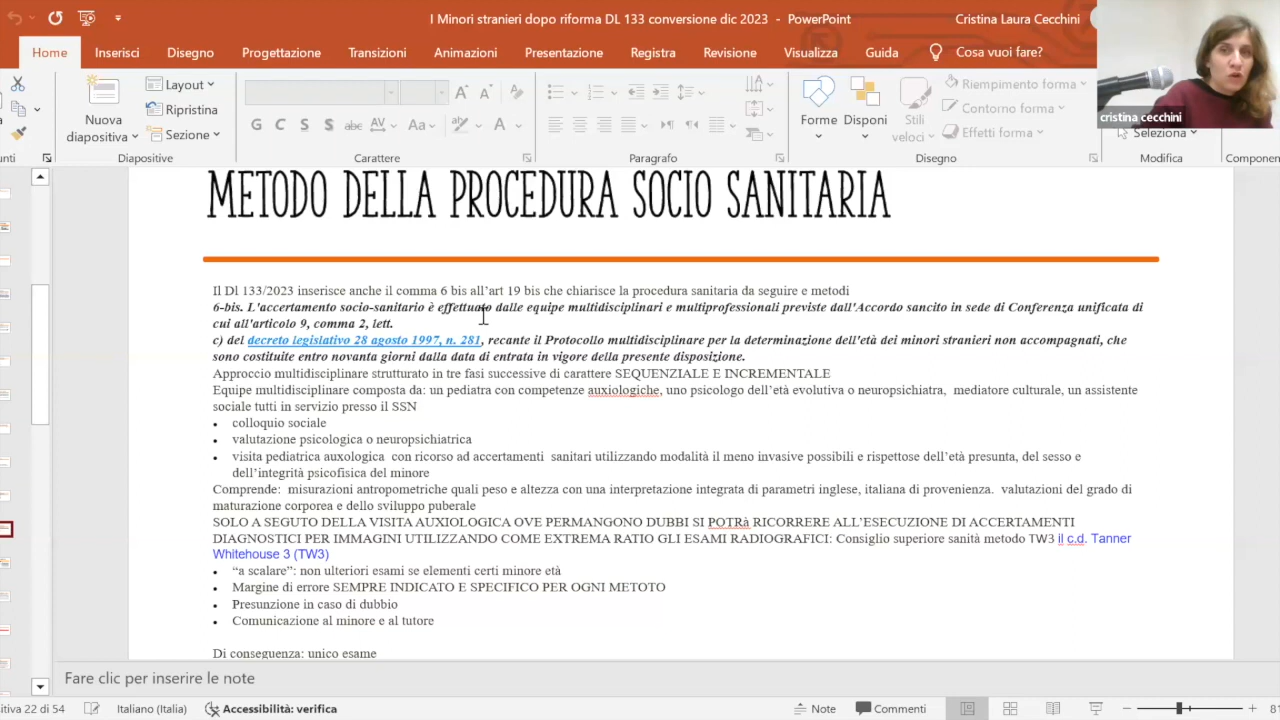 I Minori stranieri dopo riforma DL 133 conversione dic 2023 - PowerPoint
Cristina Laura Cecchini
Home Inserisci Disegno Progettazione Transizioni Animazioni Presentazione Registra Revisione Visualizza Guida Cosa vuoi fare?
cristina cecchini
Nuova
diapositiva
Layout
Ripristina
Sezione
G C S S abc AV Aa A
Forme
Disponi
Stili
veloci
Riempimento forma
Contorno forma
Effetti forma
Seleziona
unti Diapositive Carattere Paragrafo Disegno Modifica Componen
METODO DELLA PROCEDURA SOCIO SANITARIA
Il Dl 133/2023 inserisce anche il comma 6 bis all'art 19 bis che chiarisce la procedura sanitaria da seguire e metodi
6-bis. L'accertamento socio-sanitario è effettuato dalle equipe multidisciplinari e multiprofessionali previste dall'Accordo sancito in sede di Conferenza unificata di
cui all'articolo 9, comma 2, lett.
c) del decreto legislativo 28 agosto 1997, n. 281, recante il Protocollo multidisciplinare per la determinazione dell'età dei minori stranieri non accompagnati, che
sono costituite entro novanta giorni dalla data di entrata in vigore della presente disposizione.
Approccio multidisciplinare strutturato in tre fasi successive di carattere SEQUENZIALE E INCREMENTALE
Equipe multidisciplinare composta da: un pediatra con competenze auxiologiche, uno psicologo dell'età evolutiva o neuropsichiatra, mediatore culturale, un assistente
sociale tutti in servizio presso il SSN
• colloquio sociale
• valutazione psicologica o neuropsichiatrica
• visita pediatrica auxologica con ricorso ad accertamenti sanitari utilizzando modalità il meno invasive possibili e rispettose dell'età presunta, del sesso e
dell'integrità psicofisica del minore
Comprende: misurazioni antropometriche quali peso e altezza con una interpretazione integrata di parametri inglese, italiana di provenienza. valutazioni del grado di
maturazione corporea e dello sviluppo puberale
SOLO A SEGUTO DELLA VISITA AUXIOLOGICA OVE PERMANGONO DUBBI SI POTRà RICORRERE ALL'ESECUZIONE DI ACCERTAMENTI
DIAGNOSTICI PER IMMAGINI UTILIZZANDO COME EXTREMA RATIO GLI ESAMI RADIOGRAFICI: Consiglio superiore sanità metodo TW3 il c.d. Tanner
Whitehouse 3 (TW3)
• "a scalare": non ulteriori esami se elementi certi minore età
• Margine di errore SEMPRE INDICATO E SPECIFICO PER OGNI METOTO
• Presunzione in caso di dubbio
• Comunicazione al minore e al tutore
Di conseguenza: unico esame
Fare clic per inserire le note
sitiva 22 di 54 Italiano (Italia) Accessibilità: verifica Note Commenti 81